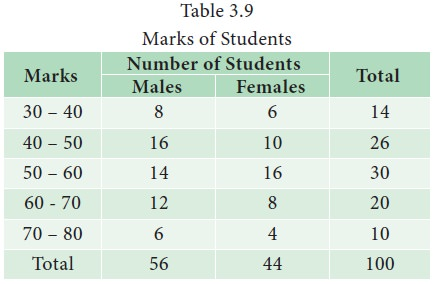 Table 3.9
Marks of Students
Marks Number of Students Total
Males Females
30 – 40 8 6 14
40 – 50 16 10 26
50 – 60 14 16 30
60 - 70 12 8 20
70 – 80 6 4 10
Total 56 44 100